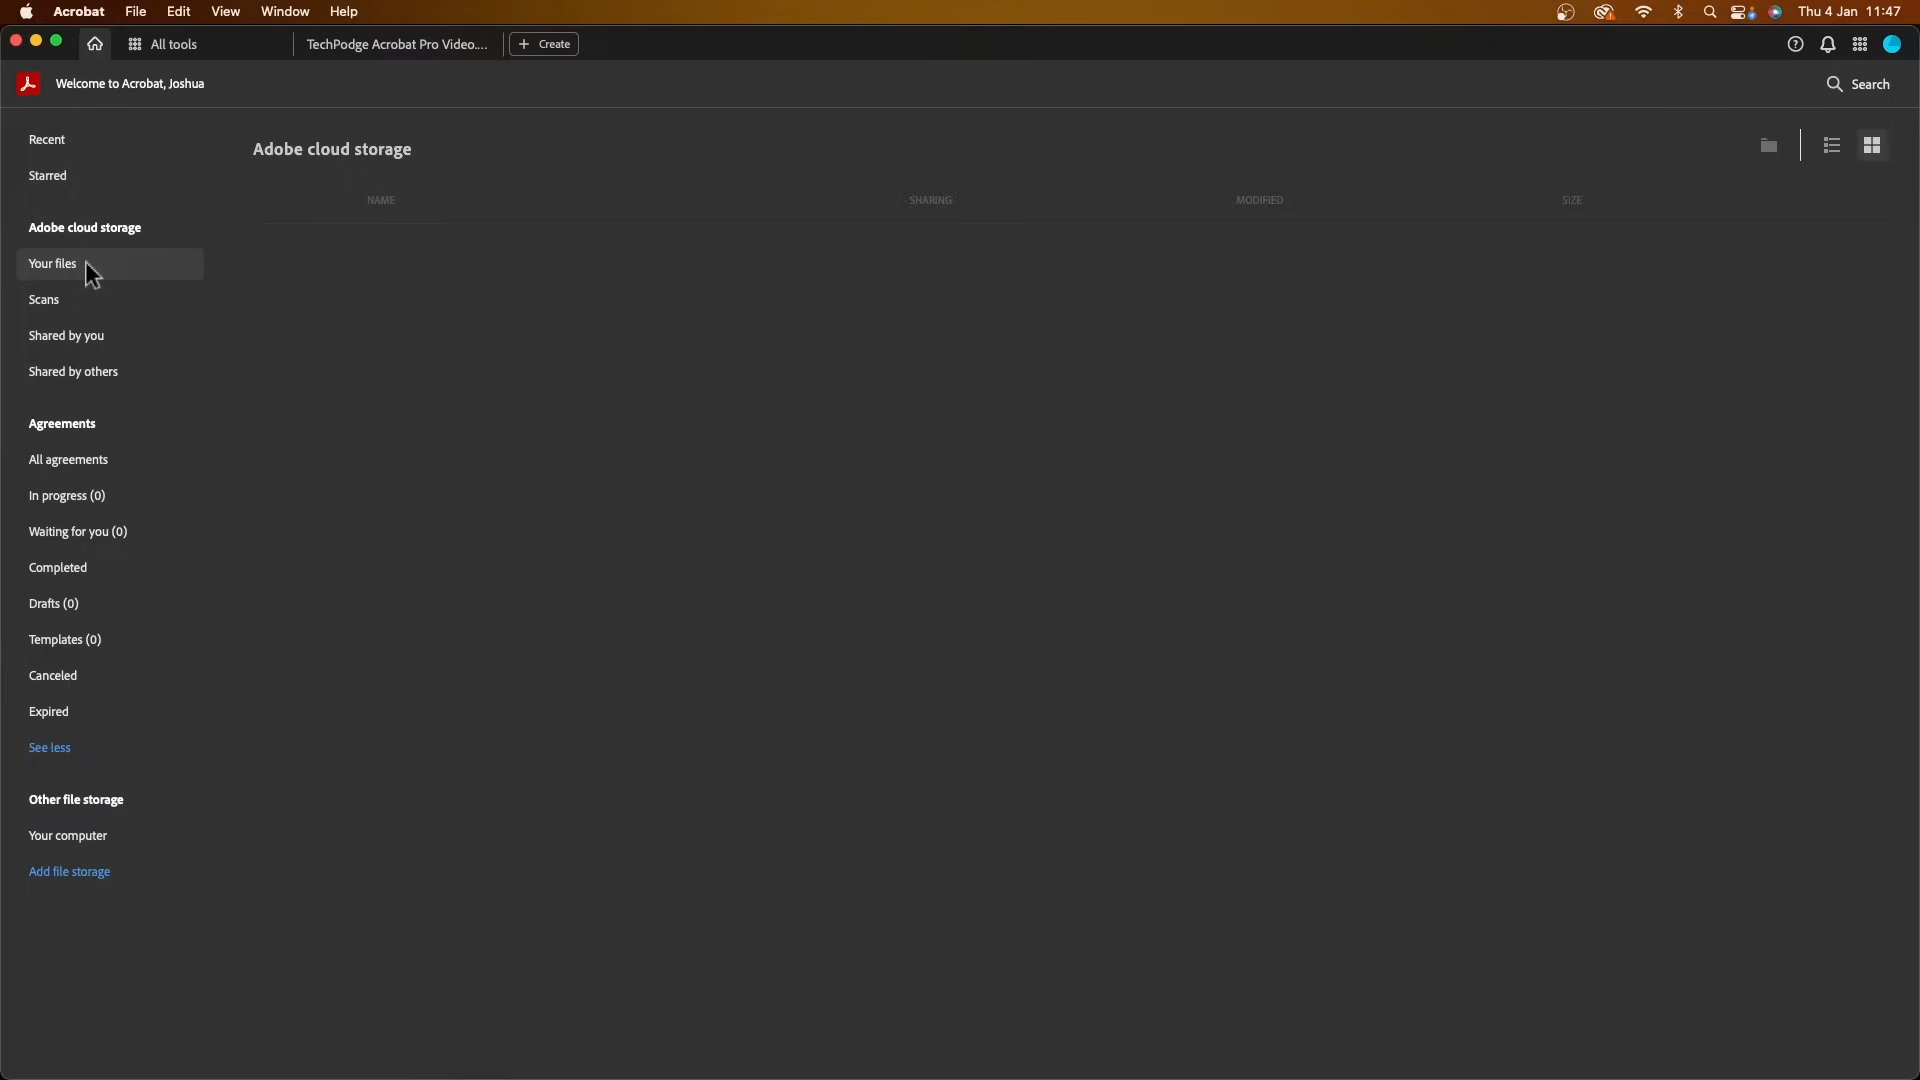 Acrobat File Edit View Window Help Thu 4 Jan 11:47
All tools TechPodge Acrobat Pro Video.... + Create
Welcome to Acrobat, Joshua Search
Recent
Starred
Adobe cloud storage
Your files
Scans
Shared by you
Shared by others
Agreements
All agreements
In progress (0)
Waiting for you (0)
Completed
Drafts (0)
Templates (0)
Canceled
Expired
See less
Other file storage
Your computer
Add file storage
Adobe cloud storage
NAME SHARING MODIFIED SIZE